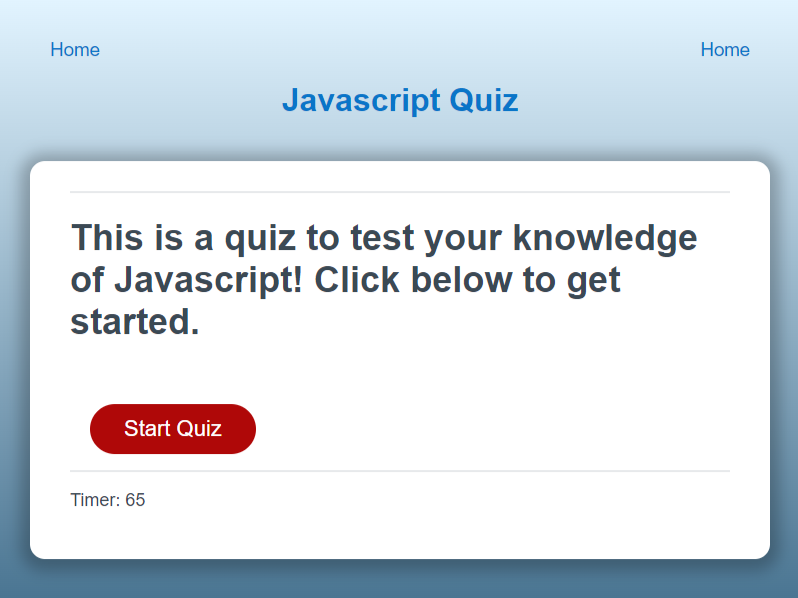 Home
Home
Javascript Quiz
This is a quiz to test your knowledge
of Javascript! Click below to get
started.
Start Quiz
Timer: 65